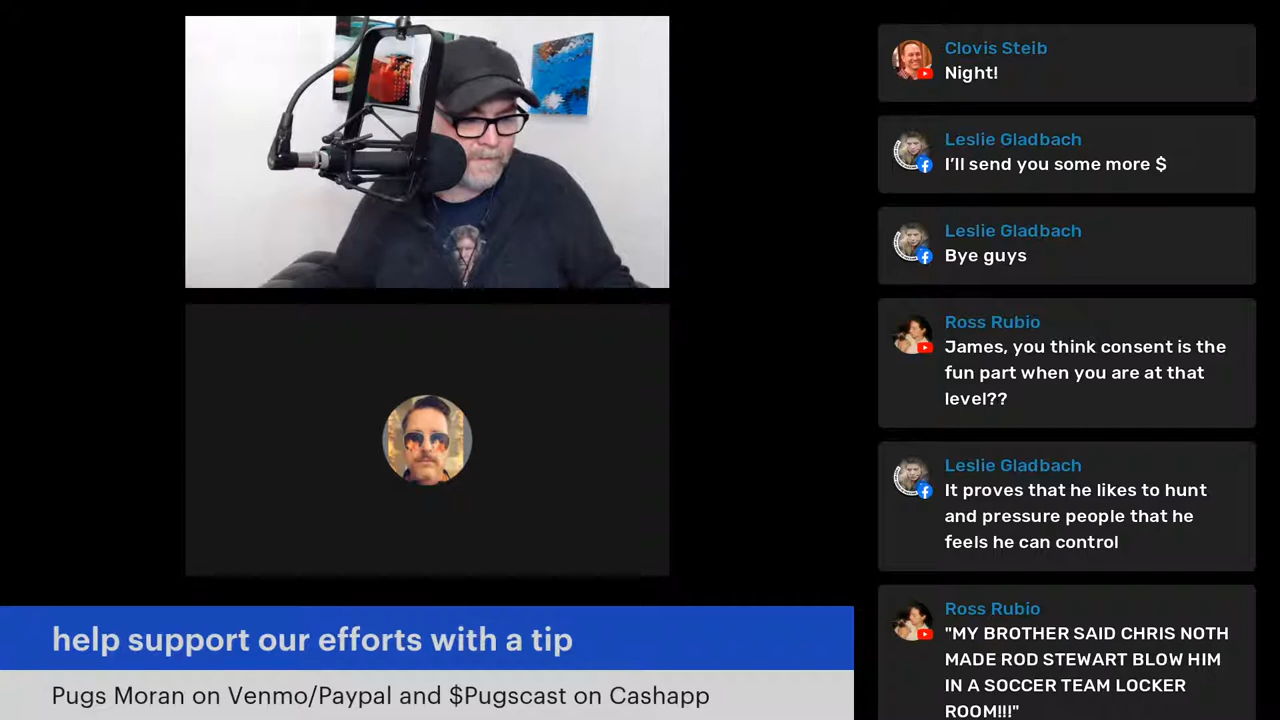 Clovis Steib
Night!
Leslie Gladbach
I'll send you some more $
Leslie Gladbach
Bye guys
Ross Rubio
James, you think consent is the
fun part when you are at that
level??
Leslie Gladbach
It proves that he likes to hunt
and pressure people that he
feels he can control
Ross Rubio
"MY BROTHER SAID CHRIS NOTH
MADE ROD STEWART BLOW HIM
IN A SOCCER TEAM LOCKER
ROOM!!!"
help support our efforts with a tip
Pugs Moran on Venmo/Paypal and $Pugscast on Cashapp